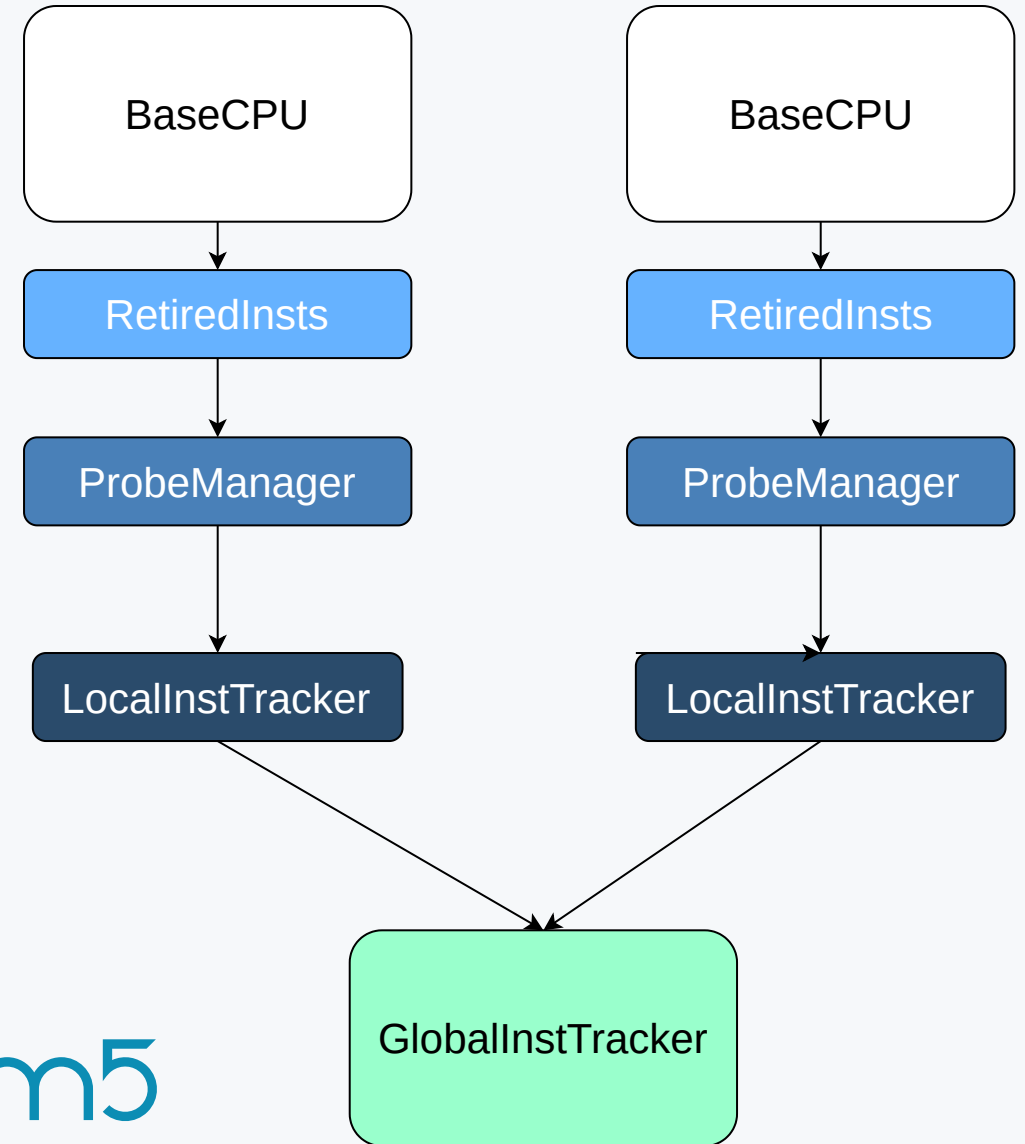 BaseCPU
BaseCPU
RetiredInsts
RetiredInsts
ProbeManager
ProbeManager
LocalInstTracker
LocalInstTracker
GlobalInstTracker
m5